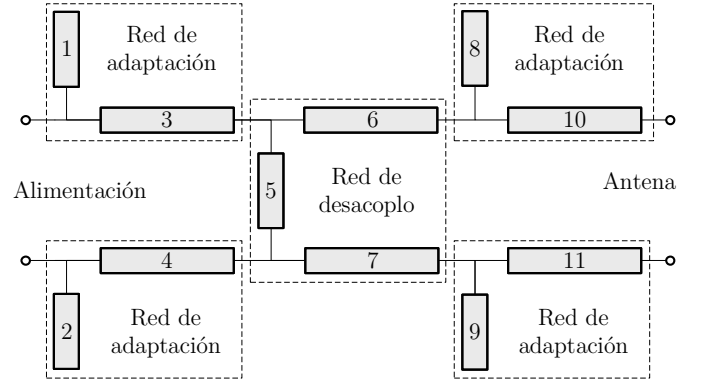 1
Red de
adaptación
8
Red de
adaptación
3
6
10
Alimentación
5
Red de
desacoplo
Antena
4
7
11
2
Red de
adaptación
9
Red de
adaptación